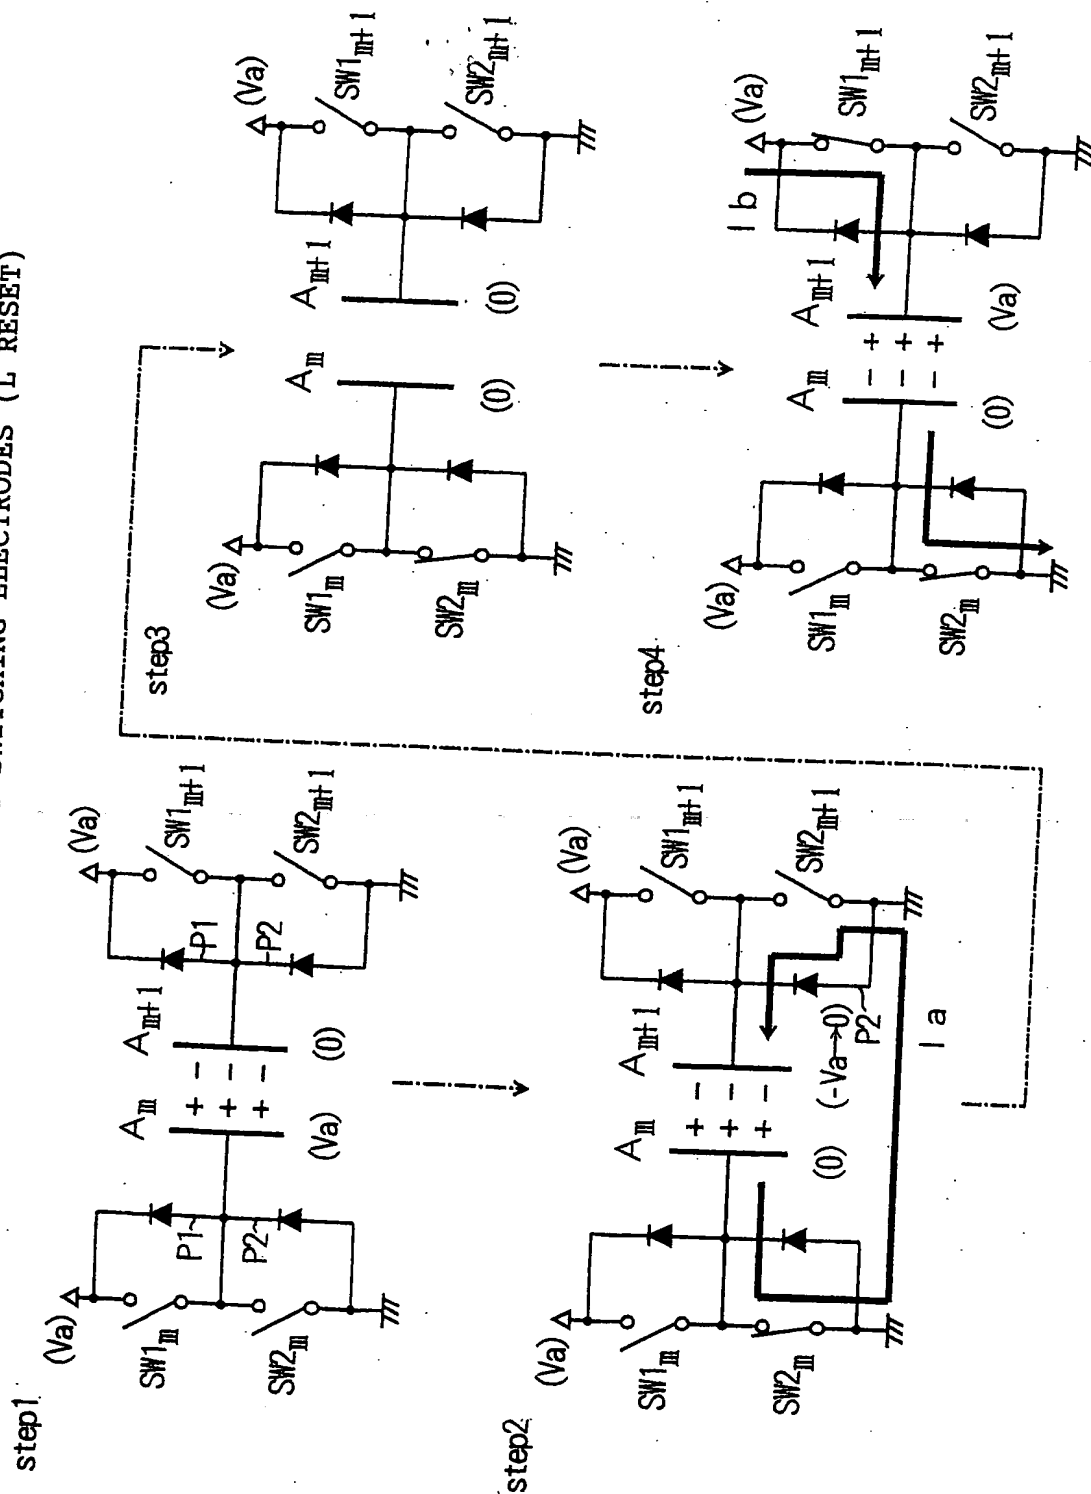 SWITCHING ELECTRODES (L RESET)
step1
(Va)
SW1m
SW2m
P1
P2
Am
(Va)
+ + +
- - -
Am+1
(0)
P1
P2
(Va)
SW1m+1
SW2m+1
step2
(Va)
SW1m
SW2m
Am
(0)
+ + +
- - -
Am+1
(-Va→0)
P2
Ia
(Va)
SW1m+1
SW2m+1
step3
(Va)
SW1m
SW2m
Am
(0)
Am+1
(0)
(Va)
SW1m+1
SW2m+1
step4
(Va)
SW1m
SW2m
Am
(0)
- - -
+ + +
Am+1
(Va)
Ib
(Va)
SW1m+1
SW2m+1